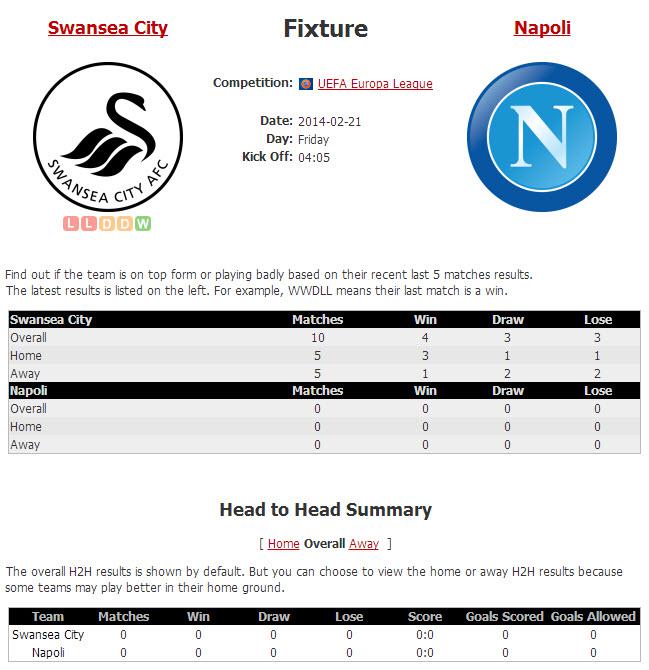 Swansea City Fixture Napoli
Competition: UEFA Europa League
Date: 2014-02-21
Day: Friday
Kick Off: 04:05
SWANSEA CITY AFC
N
L L D D W
Find out if the team is on top form or playing badly based on their recent last 5 matches results.
The latest results is listed on the left. For example, WWDLL means their last match is a win.
Swansea City Matches Win Draw Lose
Overall 10 4 3 3
Home 5 3 1 1
Away 5 1 2 2
Napoli Matches Win Draw Lose
Overall 0 0 0 0
Home 0 0 0 0
Away 0 0 0 0
Head to Head Summary
[ Home Overall Away ]
The overall H2H results is shown by default. But you can choose to view the home or away H2H results because
some teams may play better in their home ground.
Team Matches Win Draw Lose Score Goals Scored Goals Allowed
Swansea City 0 0 0 0 0:0 0 0
Napoli 0 0 0 0 0:0 0 0